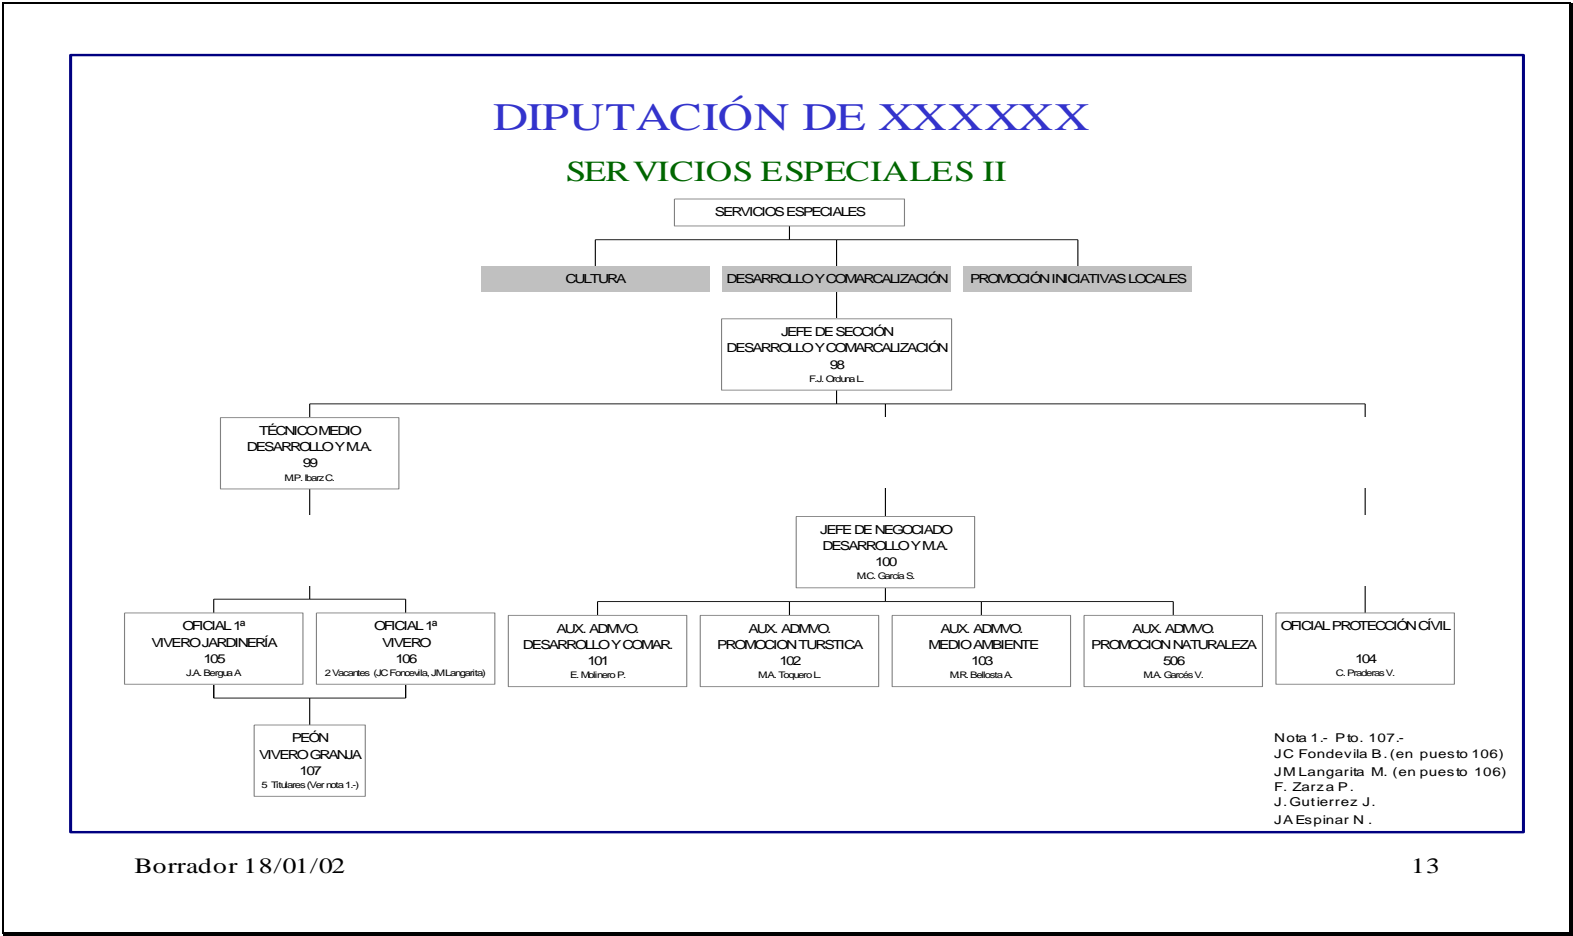 DIPUTACIÓN DE XXXXXX
SERVICIOS ESPECIALES II
SERVICIOS ESPECIALES
CULTURA
DESARROLLO Y COMARCALIZACIÓN
PROMOCIÓN INICIATIVAS LOCALES
JEFE DE SECCIÓN
DESARROLLO Y COMARCALIZACIÓN
98
F.J. Orduna L.
TÉCNICO MEDIO
DESARROLLO Y M.A.
99
M.P. Ibarz C.
JEFE DE NEGOCIADO
DESARROLLO Y M.A.
100
M.C. García S.
OFICIAL 1ª
VIVERO JARDINERÍA
105
J.A. Bergua A
OFICIAL 1ª
VIVERO
106
2 Vacantes (JC Foncevila, JM Langarita)
AUX. ADMVO.
DESARROLLO Y COMAR.
101
E. Molinero P.
AUX. ADMVO.
PROMOCION TURSTICA
102
M.A. Toquero L.
AUX. ADMVO.
MEDIO AMBIENTE
103
M.R. Bellosta A.
AUX. ADMVO.
PROMOCION NATURALEZA
506
M.A. Garcés V.
OFICIAL PROTECCIÓN CÍVIL
104
C. Praderas V.
PEÓN
VIVERO GRANJA
107
5 Titulares (Ver nota 1.-)
Nota 1.- Pto. 107.-
JC Fondevila B. (en puesto 106)
JM Langarita M. (en puesto 106)
F. Zarza P.
J. Gutierrez J.
JA Espinar N.
Borrador 18/01/02
13